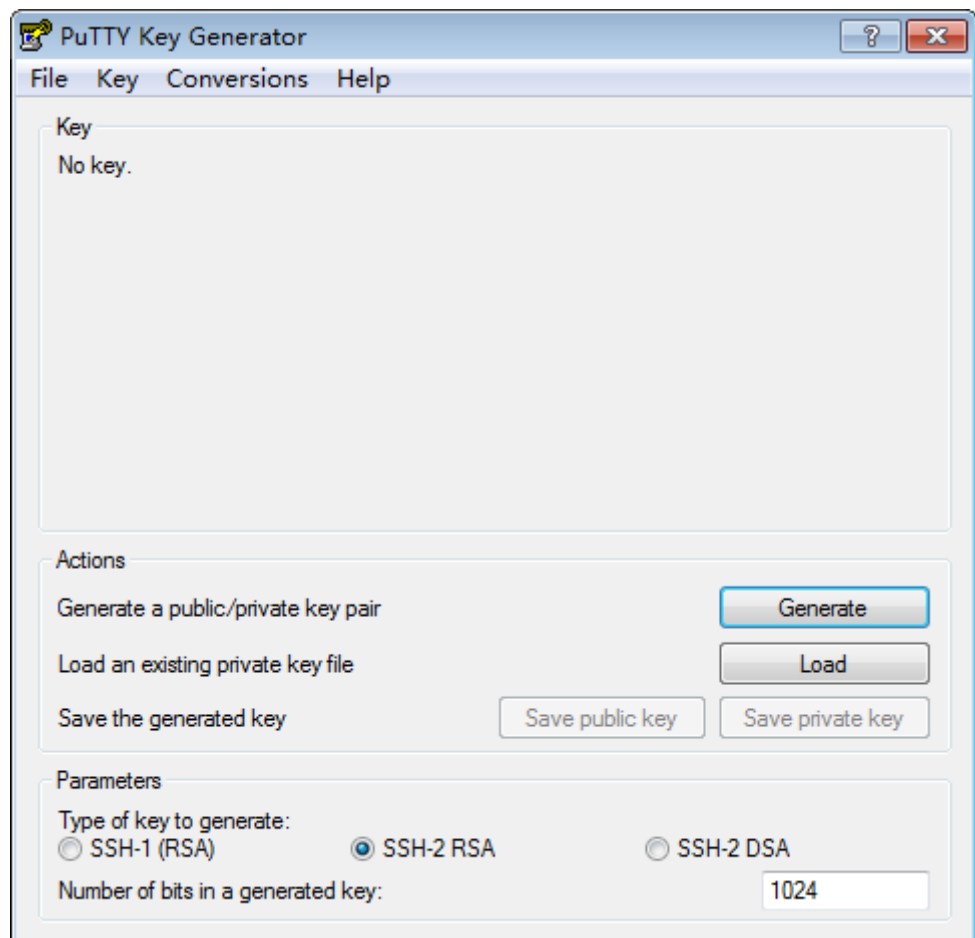 PuTTY Key Generator
File Key Conversions Help
Key
No key.
Actions
Generate a public/private key pair Generate
Load an existing private key file Load
Save the generated key Save public key Save private key
Parameters
Type of key to generate:
SSH-1 (RSA) SSH-2 RSA SSH-2 DSA
Number of bits in a generated key: 1024